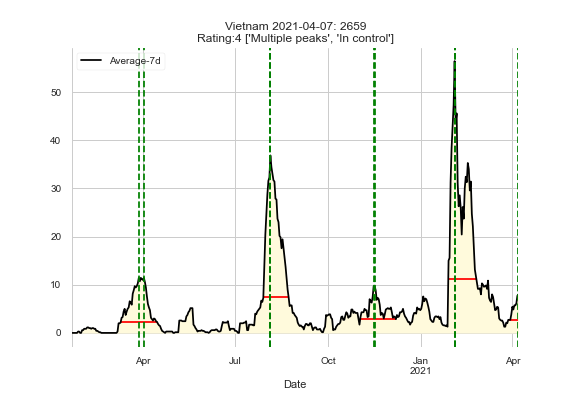 Vietnam 2021-04-07: 2659
Rating:4 ['Multiple peaks', 'In control']
Average-7d
50
40
30
20
10
0
Apr
Jul
Oct
Jan
2021
Apr
Date